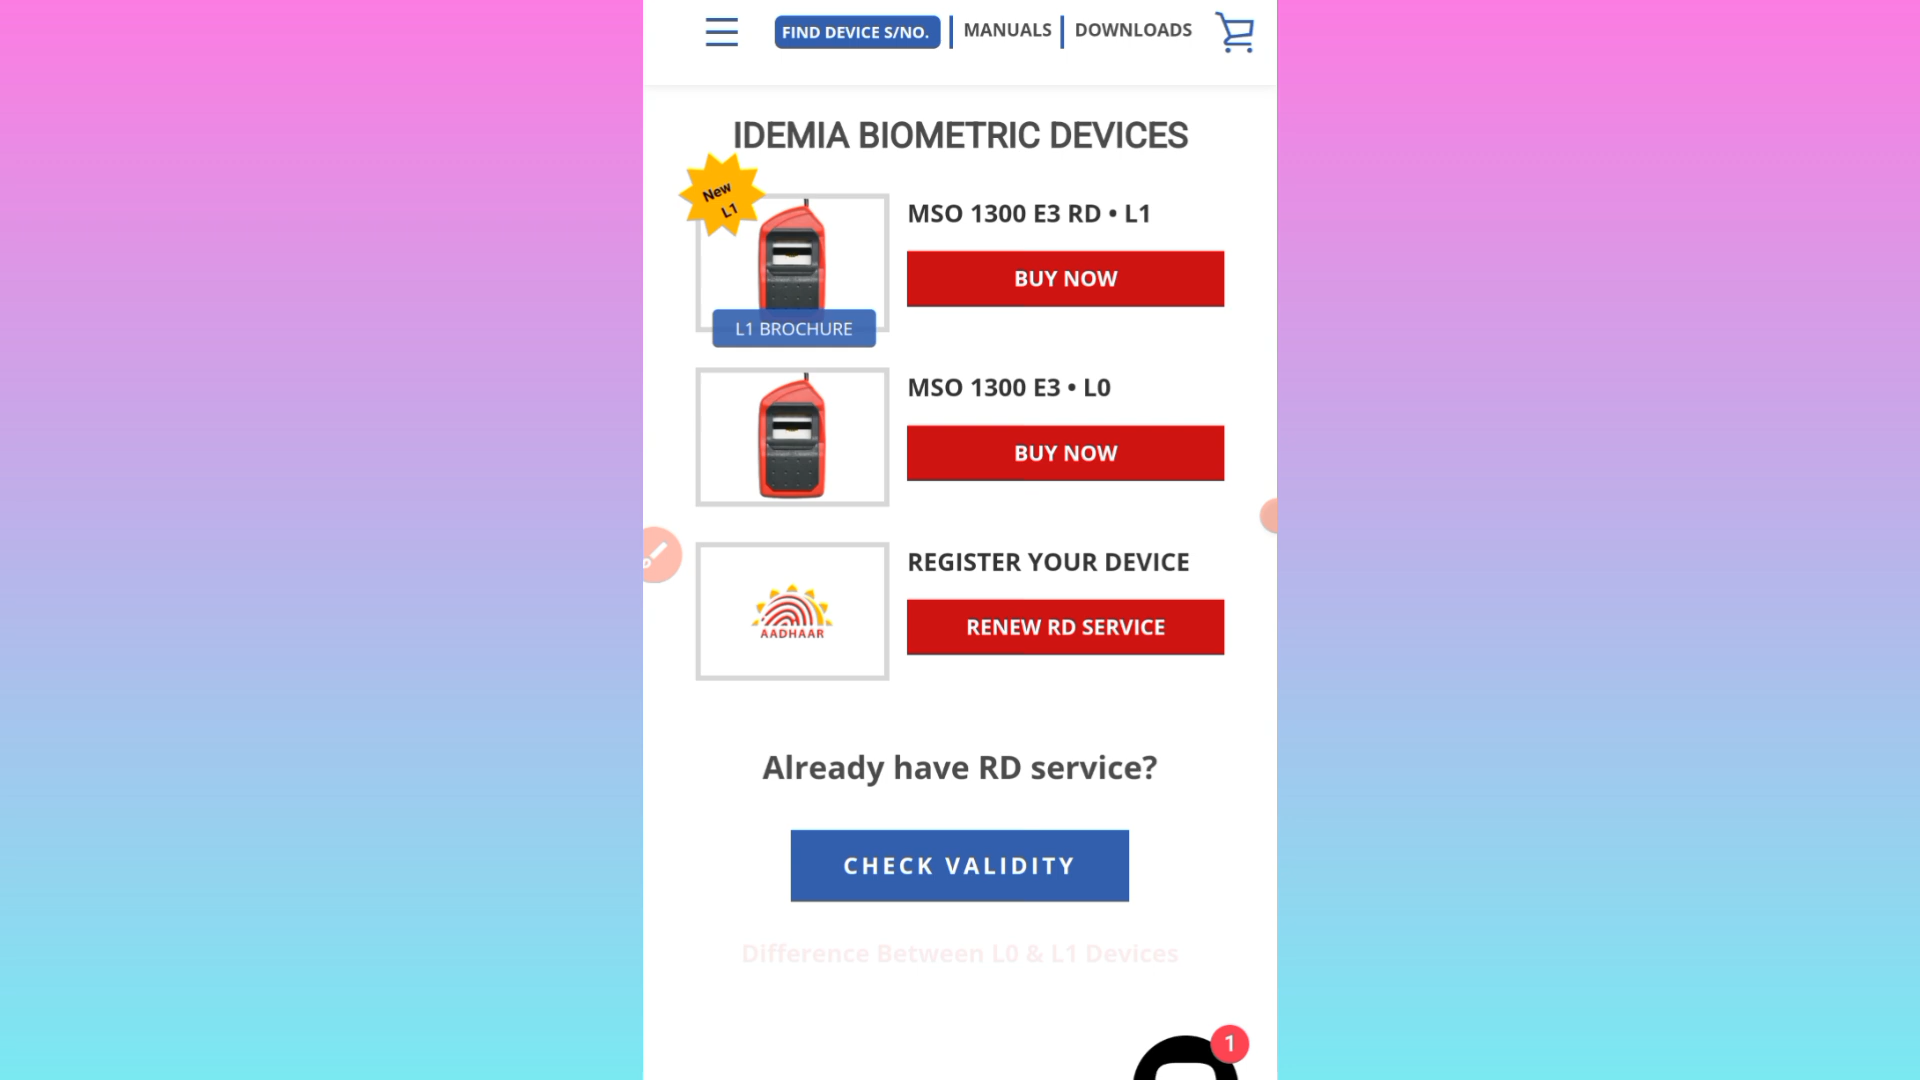 FIND DEVICE S/NO.
MANUALS
DOWNLOADS
IDEMIA BIOMETRIC DEVICES
New
L1
MSO 1300 E3 RD • L1
BUY NOW
L1 BROCHURE
MSO 1300 E3 • L0
BUY NOW
REGISTER YOUR DEVICE
AADHAAR
RENEW RD SERVICE
Already have RD service?
CHECK VALIDITY
Difference Between L0 & L1 Devices
1